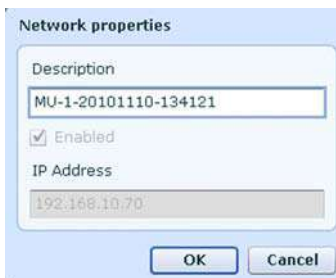 Network properties
Description
MU-1-20101110-134121
Enabled
IP Address
192.168.10.70
OK Cancel